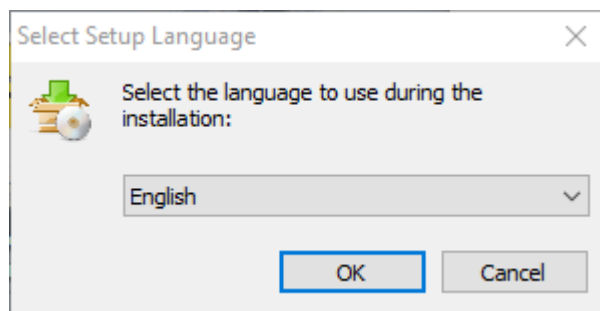 Select Setup Language
Select the language to use during the
installation:
English
OK
Cancel